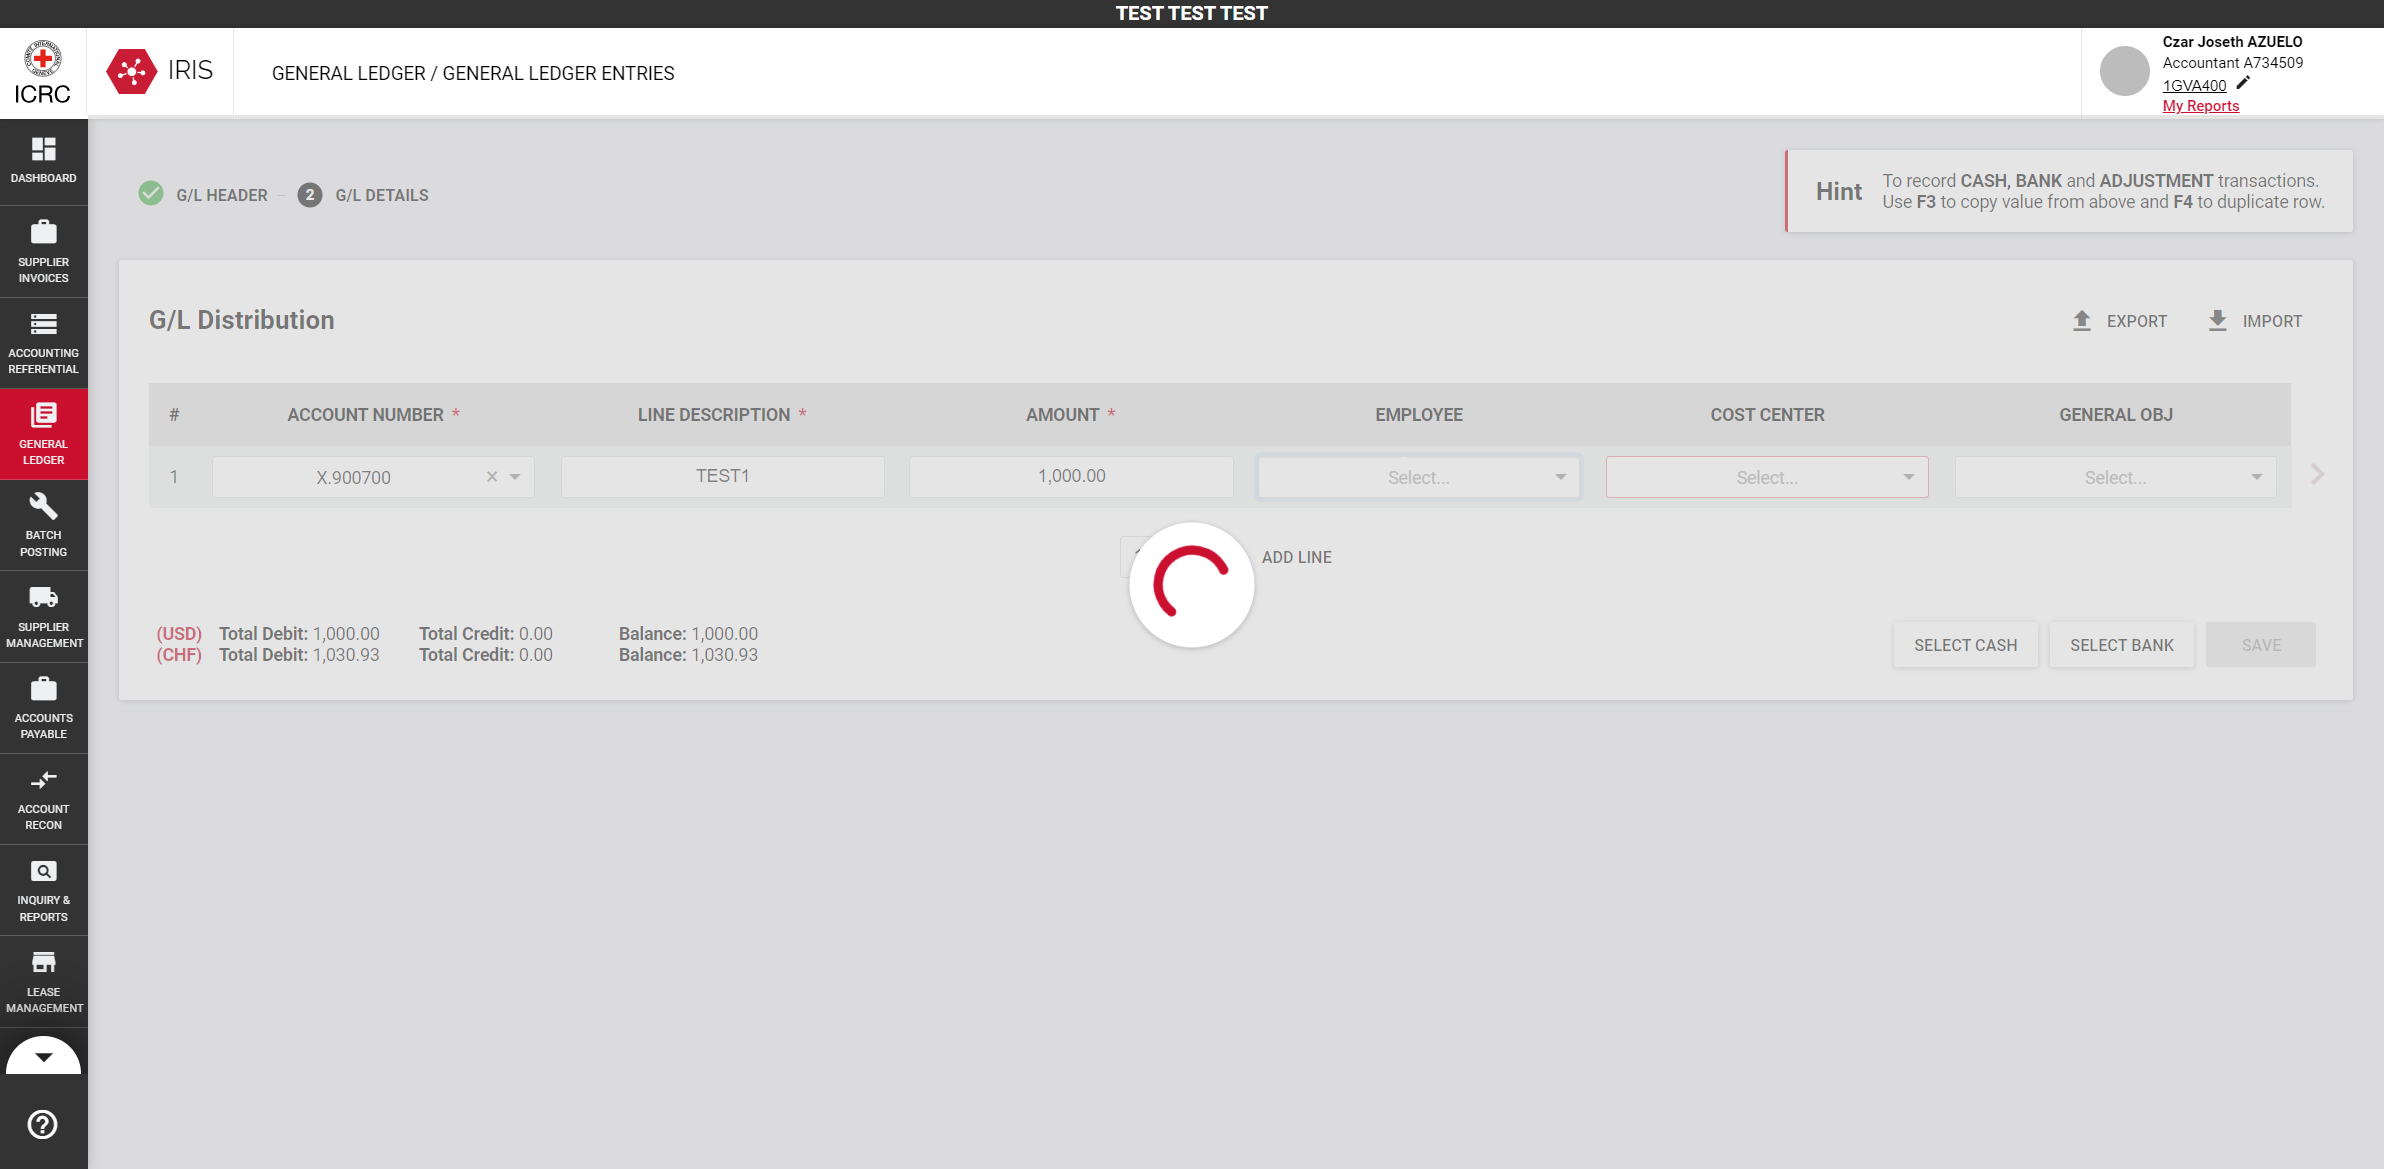 TEST TEST TEST
ICRC
IRIS
GENERAL LEDGER / GENERAL LEDGER ENTRIES
Czar Joseth AZUELO
Accountant A734509
1GVA400
My Reports
DASHBOARD
SUPPLIER
INVOICES
ACCOUNTING
REFERENTIAL
GENERAL
LEDGER
BATCH
POSTING
SUPPLIER
MANAGEMENT
ACCOUNTS
PAYABLE
ACCOUNT
RECON
INQUIRY &
REPORTS
LEASE
MANAGEMENT
G/L HEADER
2 G/L DETAILS
Hint
To record CASH, BANK and ADJUSTMENT transactions.
Use F3 to copy value from above and F4 to duplicate row.
G/L Distribution
EXPORT
IMPORT
# ACCOUNT NUMBER * LINE DESCRIPTION * AMOUNT * EMPLOYEE COST CENTER GENERAL OBJ
1 X.900700 TEST1 1,000.00 Select... Select... Select...
ADD LINE
(USD) Total Debit: 1,000.00 Total Credit: 0.00 Balance: 1,000.00
(CHF) Total Debit: 1,030.93 Total Credit: 0.00 Balance: 1,030.93
SELECT CASH
SELECT BANK
SAVE